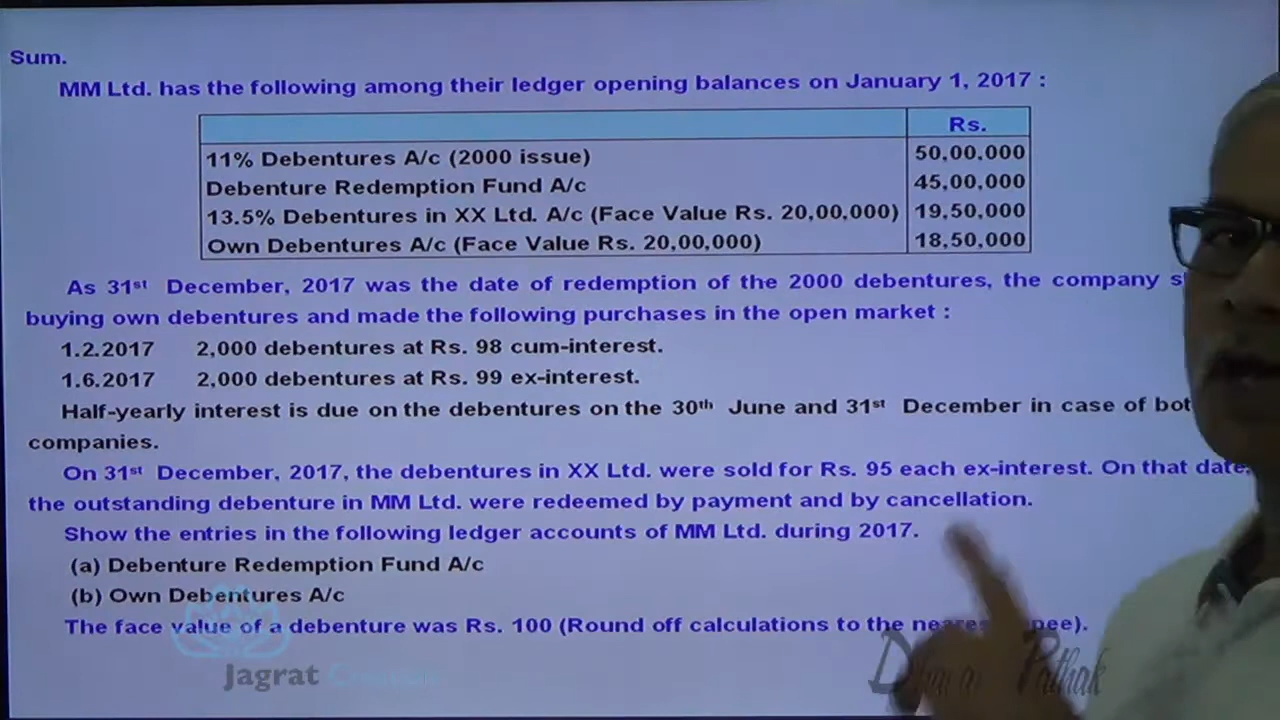 Sum.
MM Ltd. has the following among their ledger opening balances on January 1, 2017 :
Rs.
11% Debentures A/c (2000 issue) 50,00,000
Debenture Redemption Fund A/c 45,00,000
13.5% Debentures in XX Ltd. A/c (Face Value Rs. 20,00,000) 19,50,000
Own Debentures A/c (Face Value Rs. 20,00,000) 18,50,000
As 31st December, 2017 was the date of redemption of the 2000 debentures, the company
buying own debentures and made the following purchases in the open market :
1.2.2017 2,000 debentures at Rs. 98 cum-interest.
1.6.2017 2,000 debentures at Rs. 99 ex-interest.
Half-yearly interest is due on the debentures on the 30th June and 31st December in case of
companies.
On 31st December, 2017, the debentures in XX Ltd. were sold for Rs. 95 each ex-interest. On that date,
the outstanding debenture in MM Ltd. were redeemed by payment and by cancellation.
Show the entries in the following ledger accounts of MM Ltd. during 2017.
(a) Debenture Redemption Fund A/c
(b) Own Debentures A/c
The face value of a debenture was Rs. 100 (Round off calculations to the
Jagrat
Pathak